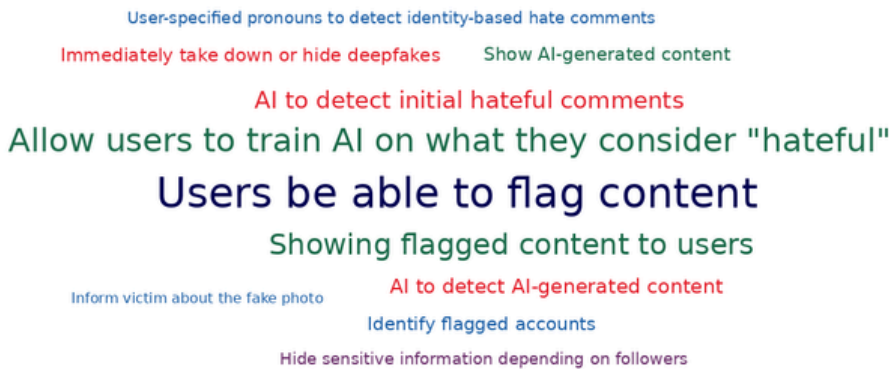 User-specified pronouns to detect identity-based hate comments
Immediately take down or hide deepfakes
Show AI-generated content
AI to detect initial hateful comments
Allow users to train AI on what they consider "hateful"
Users be able to flag content
Showing flagged content to users
AI to detect AI-generated content
Inform victim about the fake photo
Identify flagged accounts
Hide sensitive information depending on followers